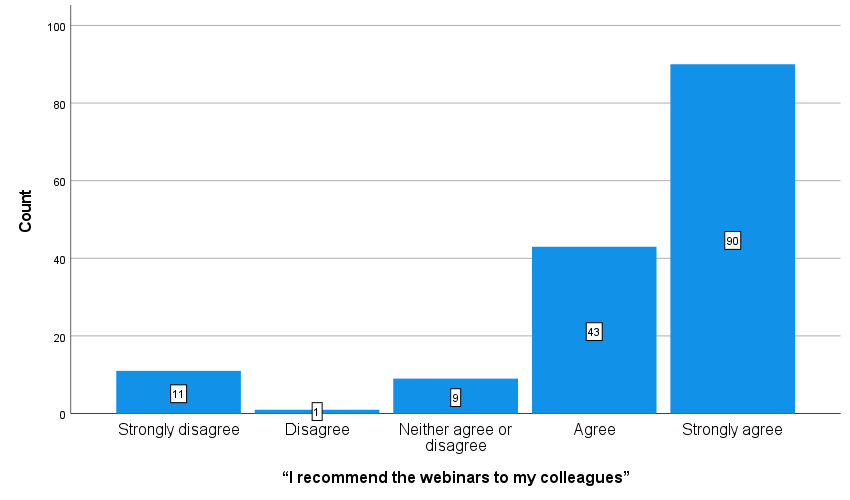 100
80
60
40
20
0
Count
11
1
9
43
90
Strongly disagree
Disagree
Neither agree or
disagree
Agree
Strongly agree
“I recommend the webinars to my colleagues”